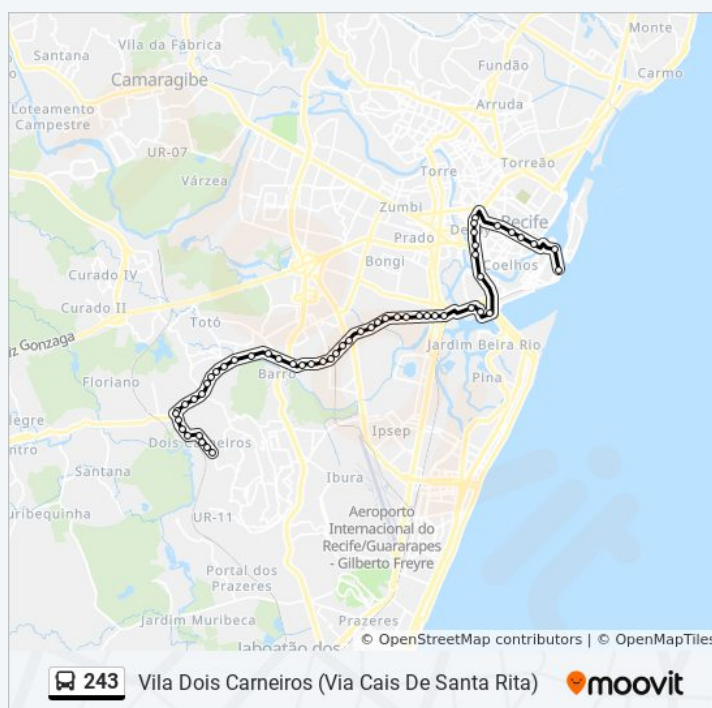 Monte
Vila da Fábrica
Santana
Fundão
Carmo
Camaragibe
Arruda
Loteamento
Campestre
UR-07
Torre
Torreão
Várzea
Zumbi
Recife
Prado
Curado IV
Bongi
Coelhos
Curado II
Totó
Jardim Beira Rio
Floriano
Barro
Pina
Ipsep
Dois Carneiros
Santana
Ibura
UR-11
Aeroporto
Internacional do
Recife/Guararapes
- Gilberto Freyre
Portal dos
Prazeres
Jardim Muribeca
Prazeres
© OpenStreetMap contributors | © OpenMapTiles
243 Vila Dois Carneiros (Via Cais De Santa Rita) moovit